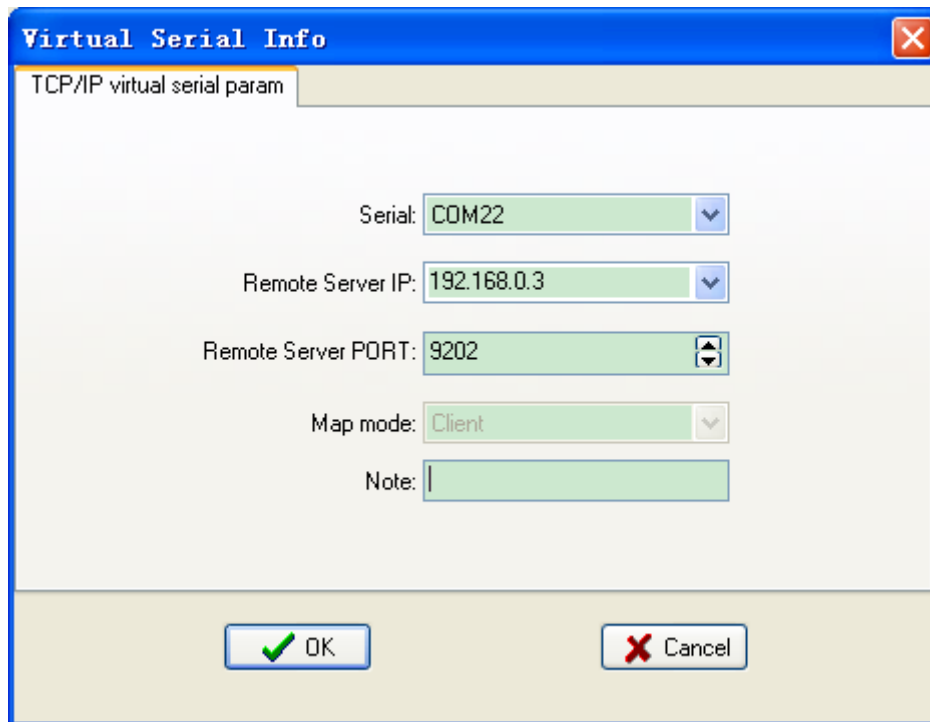 Virtual Serial Info
TCP/IP virtual serial param
Serial: COM22
Remote Server IP: 192.168.0.3
Remote Server PORT: 9202
Map mode: Client
Note:
OK Cancel